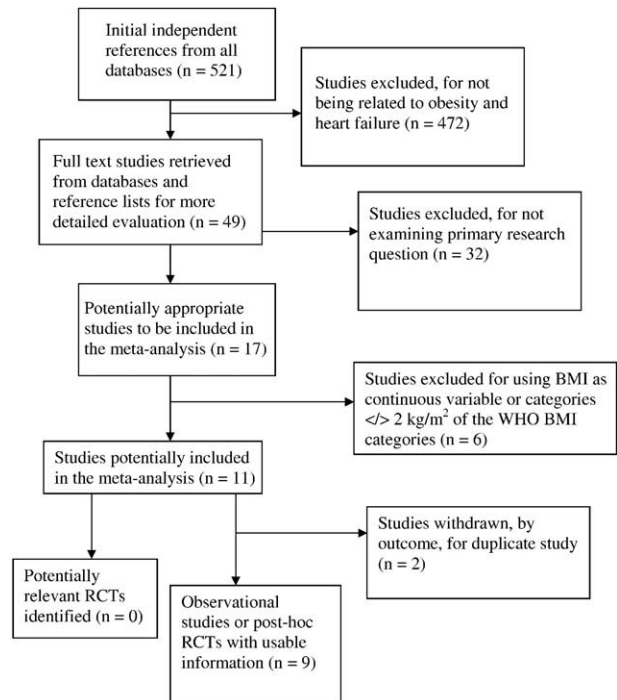 Initial independent
references from all
databases (n = 521)
Studies excluded, for not
being related to obesity and
heart failure (n = 472)
Full text studies retrieved
from databases and
reference lists for more
detailed evaluation (n = 49)
Studies excluded, for not
examining primary research
question (n = 32)
Potentially appropriate
studies to be included in
the meta-analysis (n = 17)
Studies excluded for using BMI as
continuous variable or categories
</> 2 kg/m² of the WHO BMI
categories (n = 6)
Studies potentially included
in the meta-analysis (n = 11)
Studies withdrawn, by
outcome, for duplicate study
(n = 2)
Potentially
relevant RCTs
identified (n = 0)
Observational
studies or post-hoc
RCTs with usable
information (n = 9)